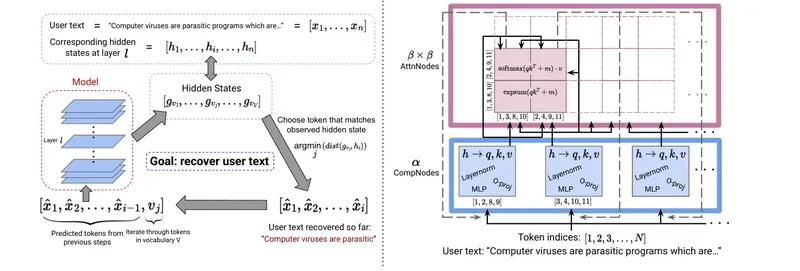 User text = "Computer viruses are parasitic programs which are..." = [x₁, . . . , xₙ]
Corresponding hidden states at layer l = [h₁, . . . , hᵢ, . . . , hₙ]
Model
Layer l
Hidden States
[g_v₁, . . . , g_vⱼ, . . . , g_v_V]
Choose token that matches observed hidden state
argmin_j (dist(g_vⱼ, hᵢ))
Goal: recover user text
[x̂₁, x̂₂, . . . , x̂ᵢ₋₁, vⱼ]
Predicted tokens from previous steps
Iterate through tokens in vocabulary V
[x̂₁, x̂₂, . . . , x̂ᵢ]
User text recovered so far:
"Computer viruses are parasitic"
β × β
AttnNodes
[1, 3, 8, 10]
[2, 4, 9, 11]
softmax(qkᵀ + m) · v
expsum(qkᵀ + m)
[1, 3, 8, 10]
[2, 4, 9, 11]
α
CompNodes
h → q, k, v
Layernorm
O_proj
MLP
[1, 2, 8, 9]
h → q, k, v
Layernorm
O_proj
MLP
[3, 4, 10, 11]
h → q, k, v
Layernorm
O_proj
MLP
Token indices: [1, 2, 3, . . . , N]
User text: "Computer viruses are parasitic programs which are..."